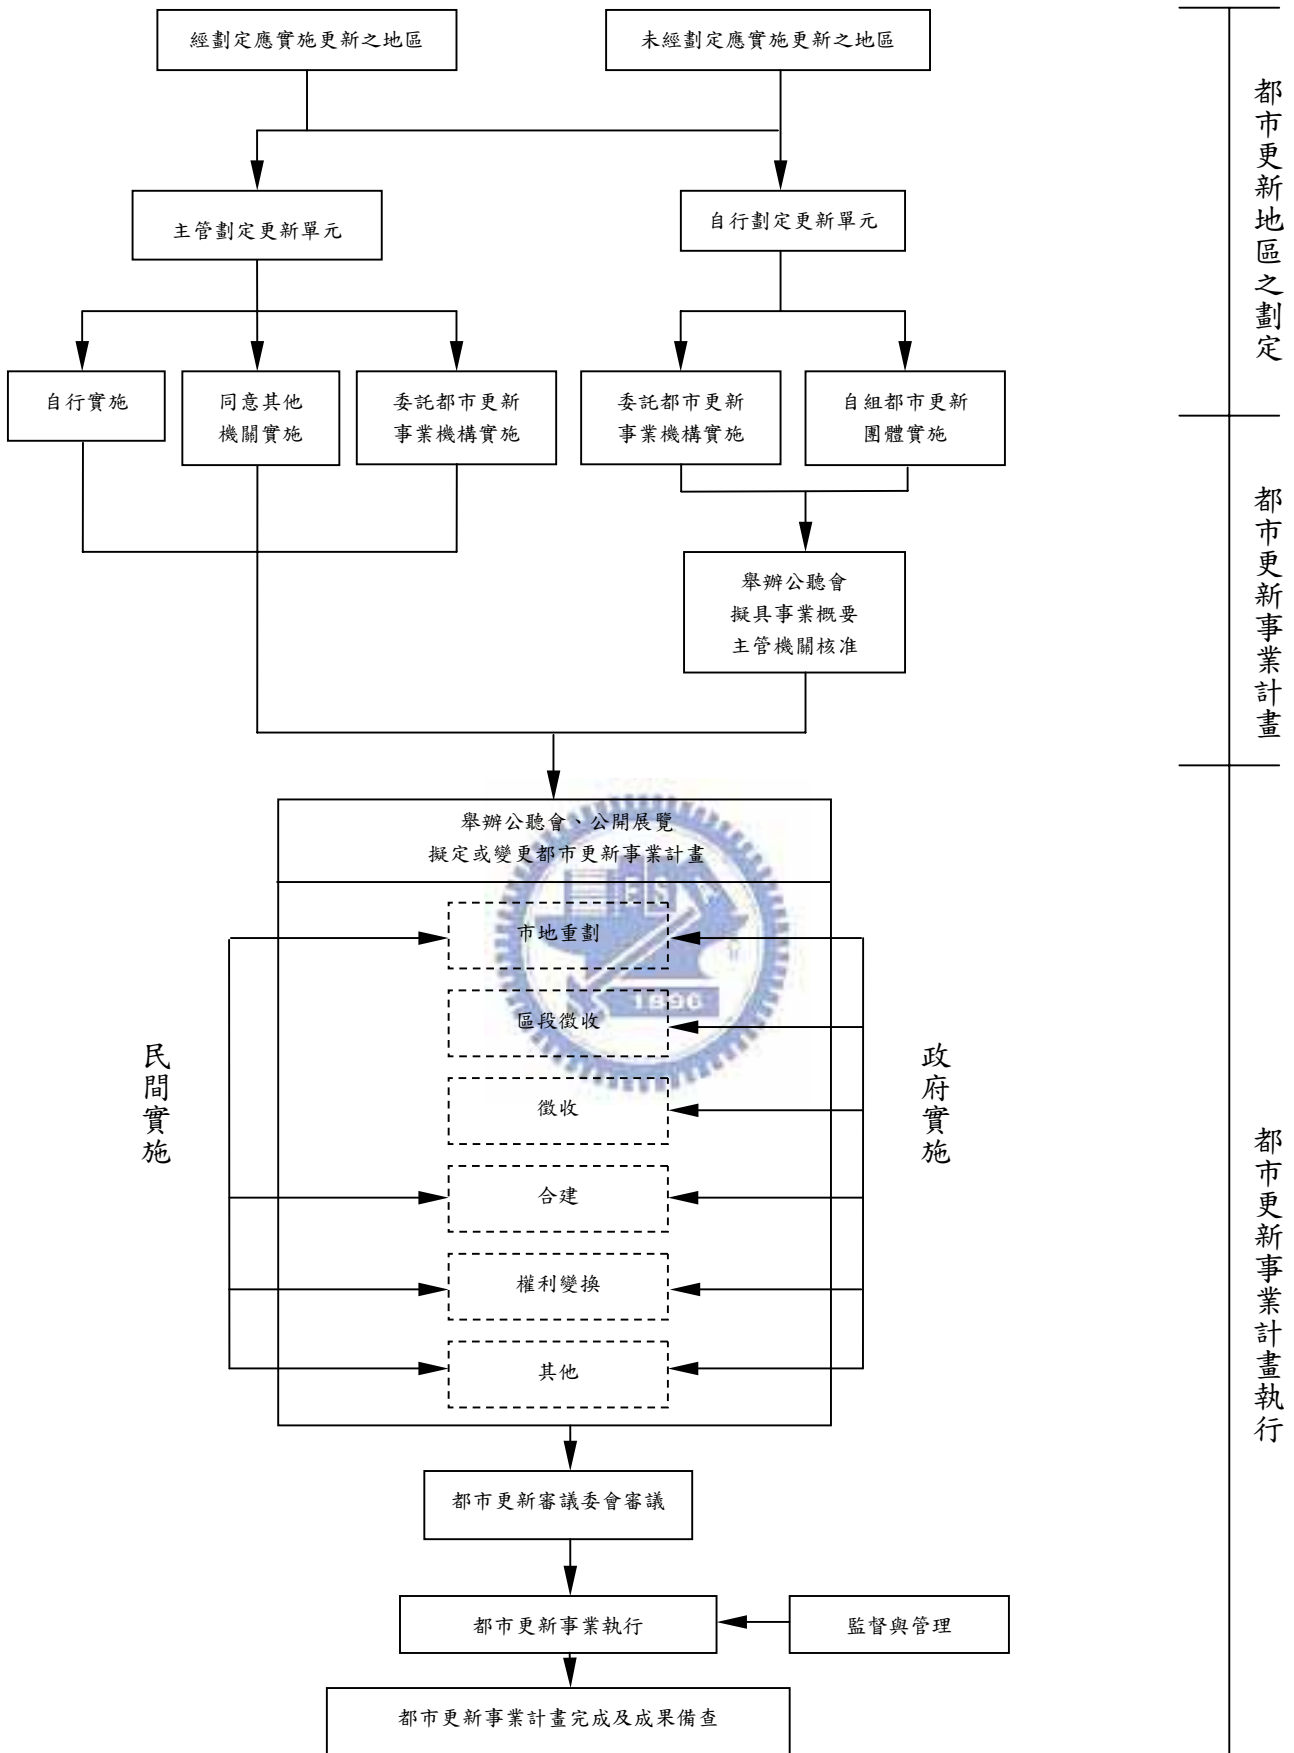 經劃定應實施更新之地區
未經劃定應實施更新之地區
主管劃定更新單元
自行劃定更新單元
自行實施
同意其他
機關實施
委託都市更新
事業機構實施
委託都市更新
事業機構實施
自組都市更新
團體實施
舉辦公聽會
擬具事業概要
主管機關核准
舉辦公聽會、公開展覽
擬定或變更都市更新事業計畫
市地重劃
區段徵收
徵收
合建
權利變換
其他
民間實施
政府實施
ES
1896
都市更新審議委會審議
都市更新事業執行
監督與管理
都市更新事業計畫完成及成果備查
都市更新地區之劃定
都市更新事業計畫
都市更新事業計畫執行